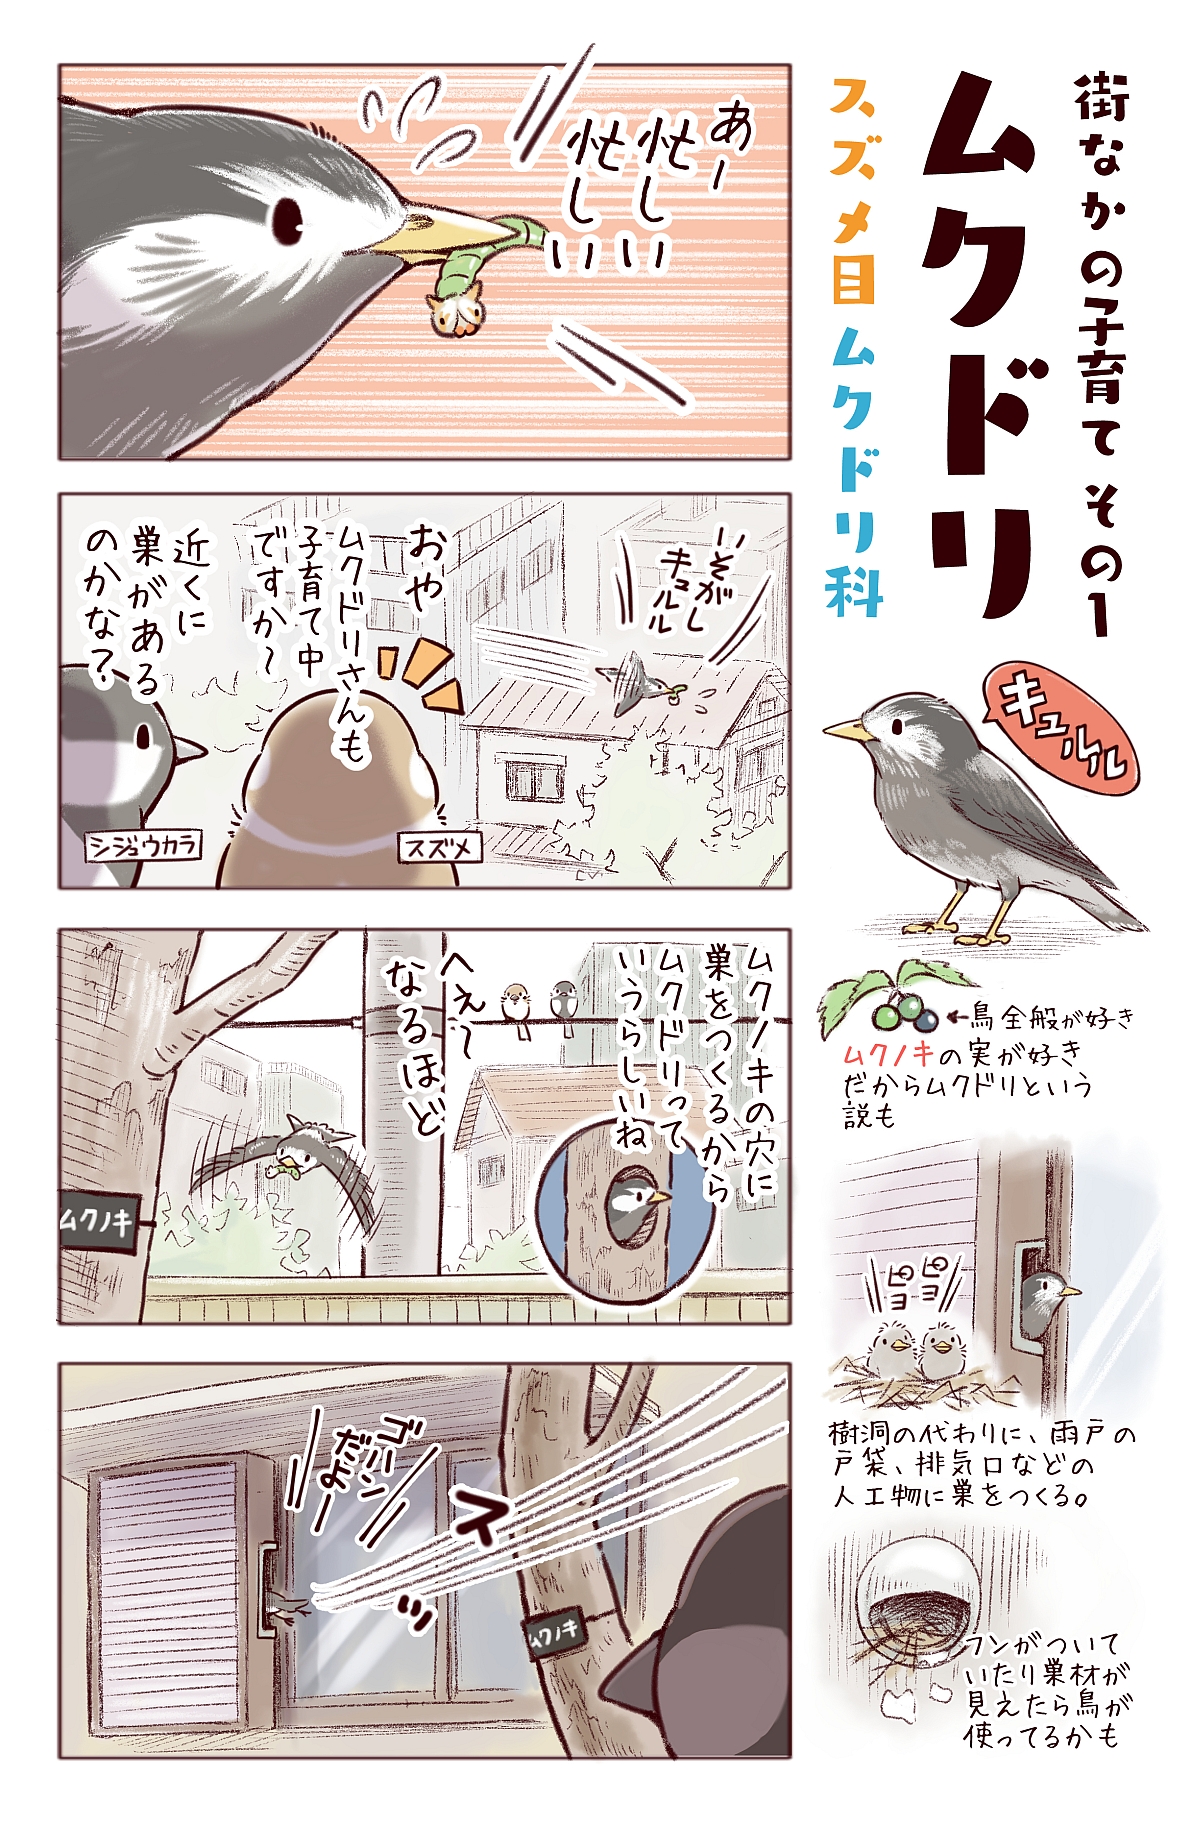 街なかの子育て その1
ムクドリ
スズメ目ムクドリ科
キュルル
←鳥全般が好き
ムクノキの実が好き
だからムクドリという
説も
ピヨ
ピヨ
樹洞の代わりに、雨戸の
戸袋、排気口などの
人工物に巣をつくる。
フンがついて
いたり巣材が
見えたら鳥が
使ってるかも
あー
忙しい
忙しい
いそがし
キュルル
おや
ムクドリさんも
子育て中
ですか〜
近くに
巣がある
のかな?
スズメ
シジュウカラ
ムクノキの穴に
巣をつくるから
ムクドリって
いうらしいね
へぇ〜
なるほど
ムクノキ
ゴハン
だよー
スッ
ムクノキ